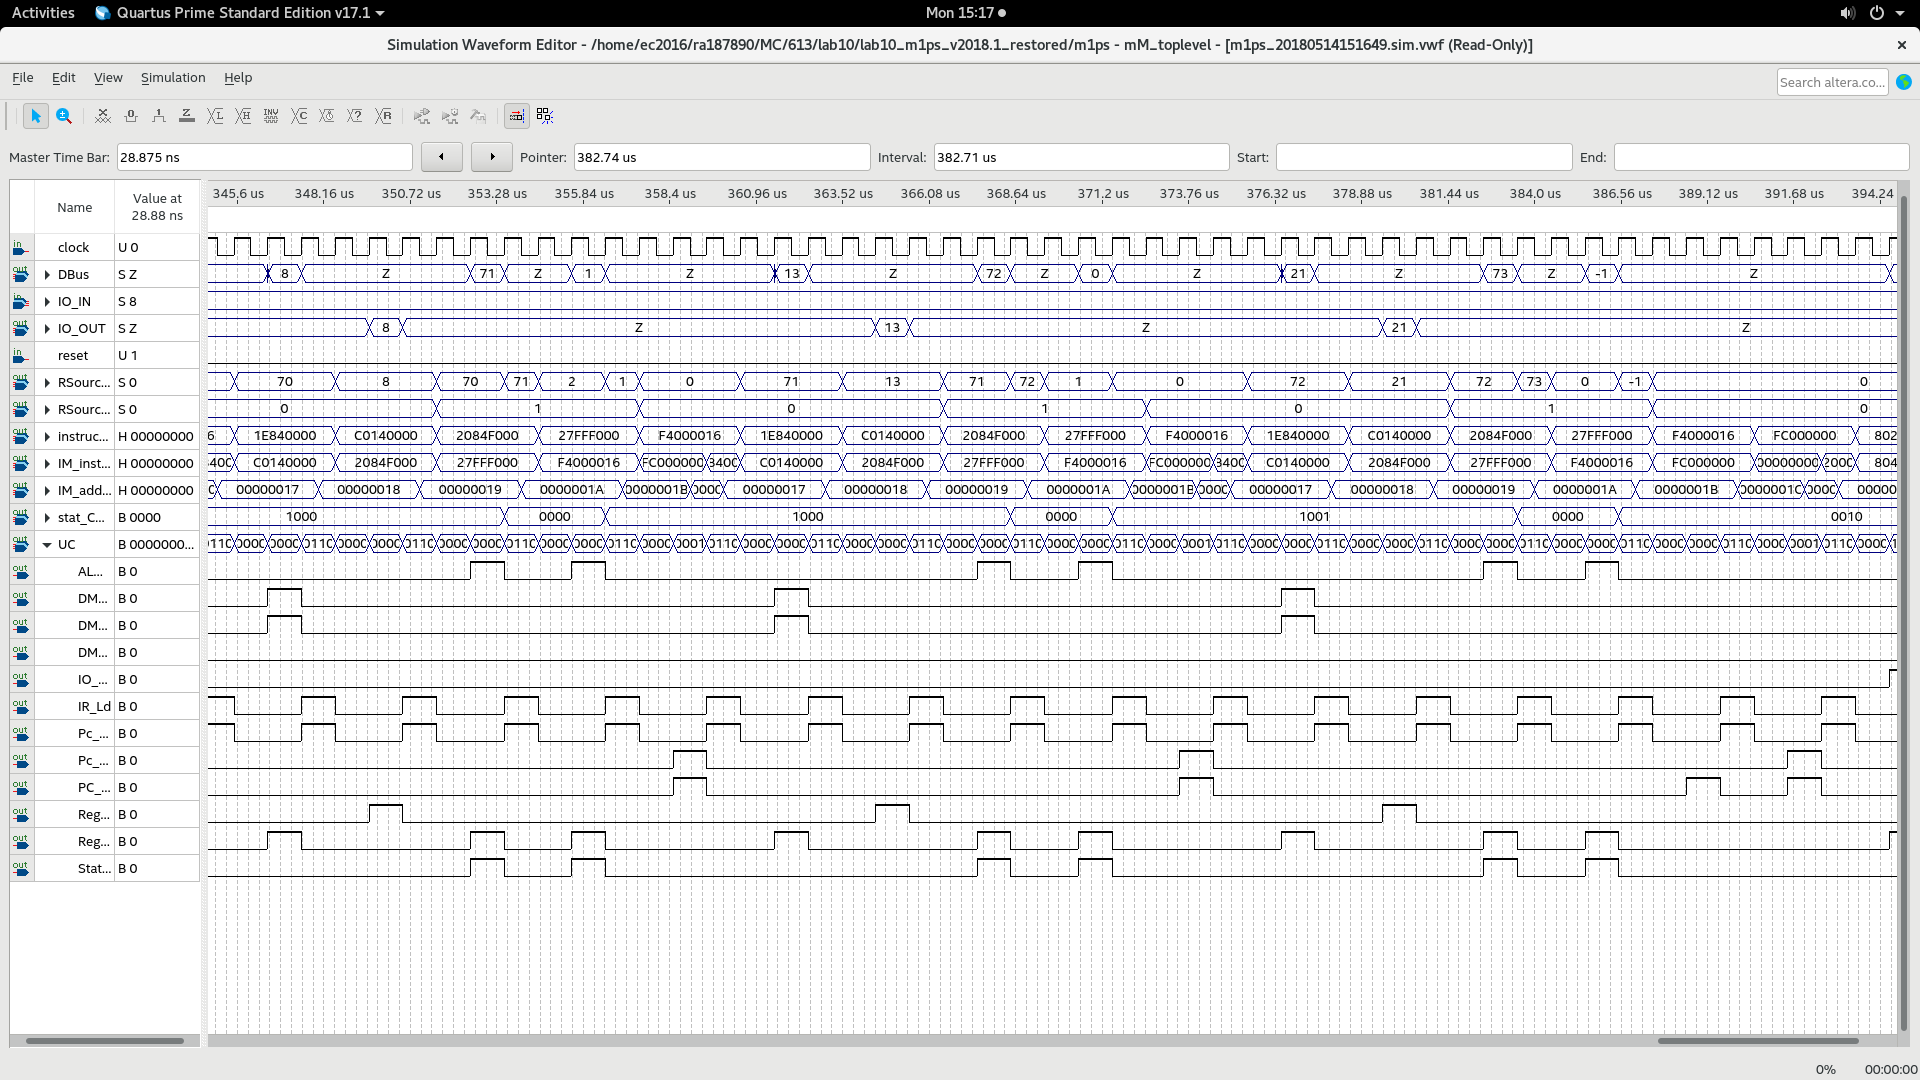 Activities Quartus Prime Standard Edition v17.1 Mon 15:17
Simulation Waveform Editor - /home/ec2016/ra187890/MC/613/lab10/lab10_m1ps_v2018.1_restored/m1ps - mM_toplevel - [m1ps_20180514151649.sim.vwf (Read-Only)]
File Edit View Simulation Help Search altera.co...
Master Time Bar: 28.875 ns Pointer: 382.74 us Interval: 382.71 us Start: End:
Name Value at 28.88 ns 345.6 us 348.16 us 350.72 us 353.28 us 355.84 us 358.4 us 360.96 us 363.52 us 366.08 us 368.64 us 371.2 us 373.76 us 376.32 us 378.88 us 381.44 us 384.0 us 386.56 us 389.12 us 391.68 us 394.24
clock U 0
DBus S Z 8 Z 71 Z 1 Z 13 Z 72 Z 0 Z 21 Z 73 Z -1 Z
IO_IN S 8
IO_OUT S Z 8 Z 13 Z 21 Z
reset U 1
RSourc... S 0 70 8 70 71 2 1 0 71 13 71 72 1 0 72 21 72 73 0 -1 0
RSourc... S 0 0 1 0 1 0 1 0
instruc... H 00000000 6 1E840000 C0140000 2084F000 27FFF000 F4000016 1E840000 C0140000 2084F000 27FFF000 F4000016 1E840000 C0140000 2084F000 27FFF000 F4000016 FC000000 802
IM_inst... H 00000000 C0140000 2084F000 27FFF000 F4000016 FC000000 C0140000 2084F000 27FFF000 F4000016 FC000000 C0140000 2084F000 27FFF000 F4000016 FC000000 00000000 804
IM_add... H 00000000 00000017 00000018 00000019 0000001A 0000001B 00000017 00000018 00000019 0000001A 0000001B 00000017 00000018 00000019 0000001A 0000001B 0000001C 00000
stat_C... B 0000 1000 0000 1000 0000 1001 0000 0010
UC B 0000000...
AL... B 0
DM... B 0
DM... B 0
DM... B 0
IO_... B 0
IR_Ld B 0
Pc_... B 0
Pc_... B 0
PC_... B 0
Reg... B 0
Reg... B 0
Stat... B 0
0% 00:00:00